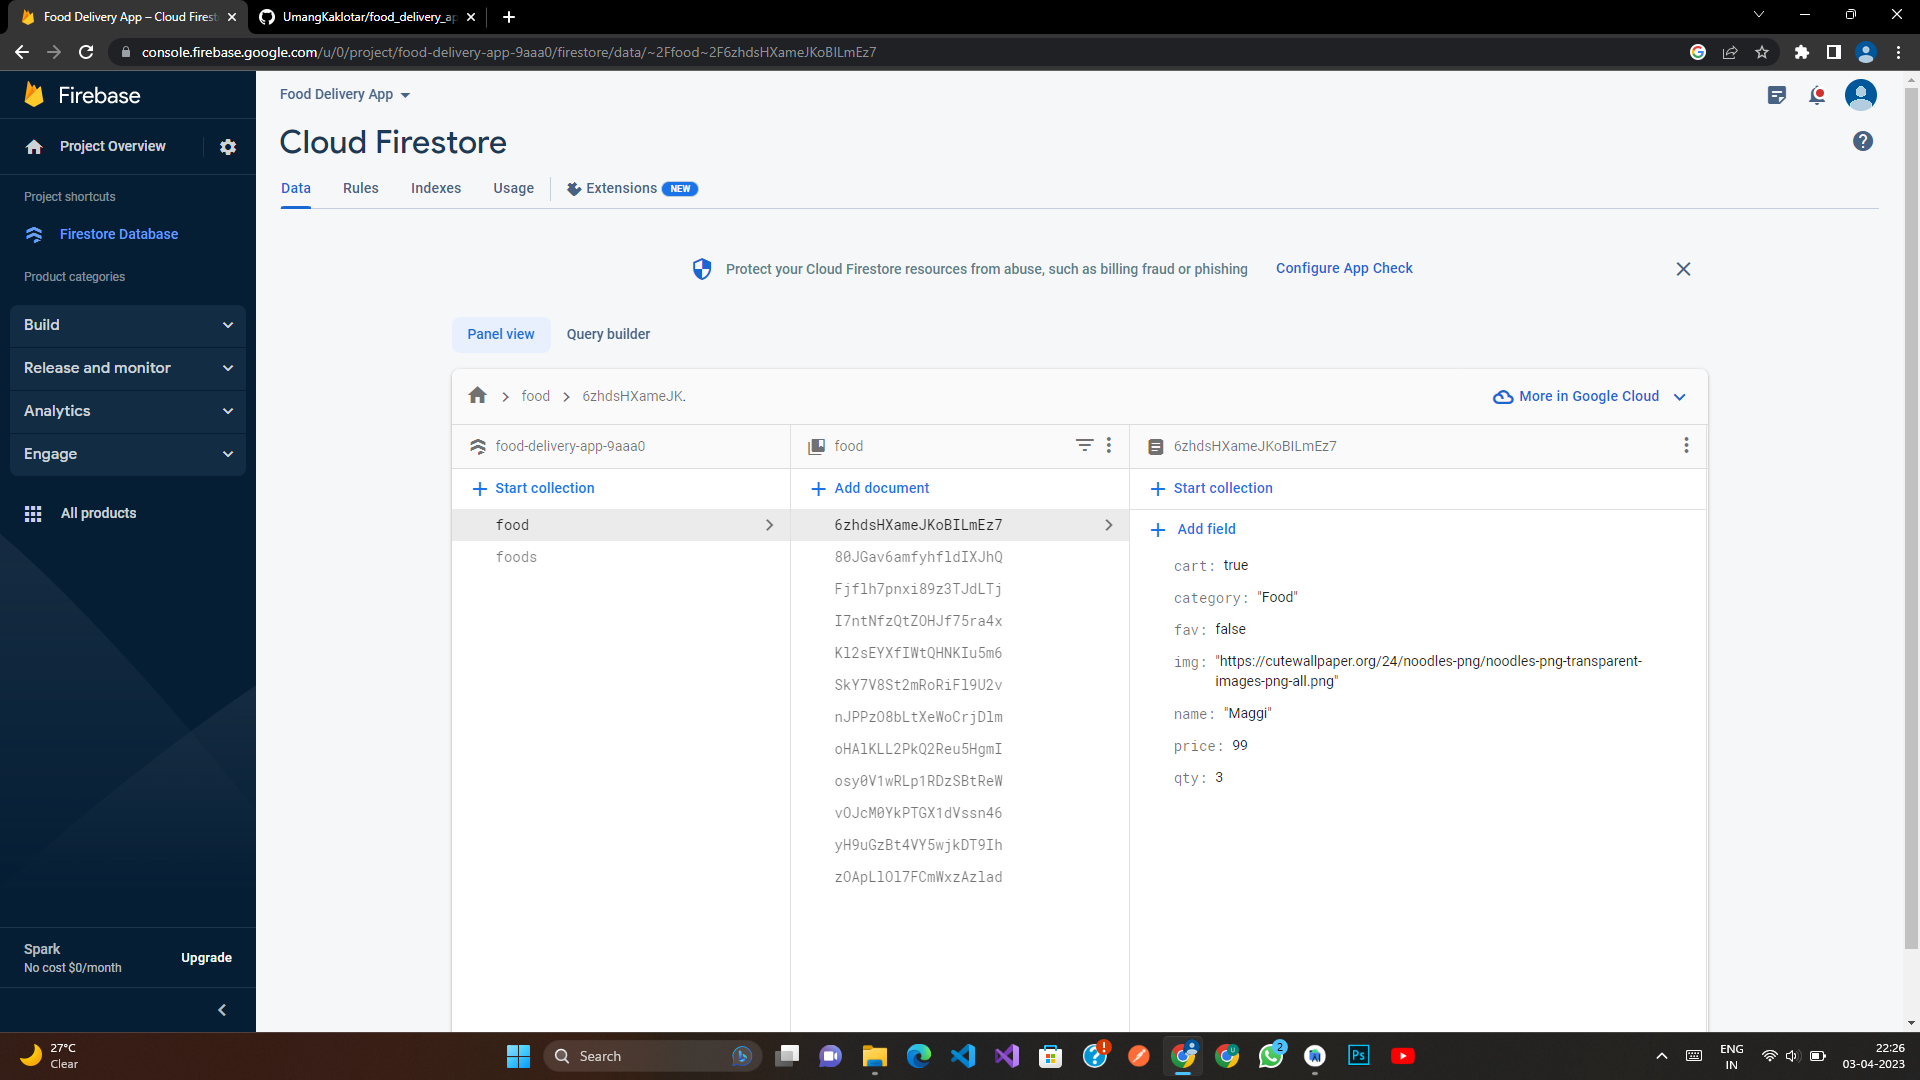 Food Delivery App – Cloud Firest
UmangKaklotar/food_delivery_ap
console.firebase.google.com/u/0/project/food-delivery-app-9aaa0/firestore/data/~2Ffood~2F6zhdsHXameJKoBILmEz7
Firebase
Project Overview
Project shortcuts
Firestore Database
Product categories
Build
Release and monitor
Analytics
Engage
All products
Spark
No cost $0/month
Upgrade
Food Delivery App
Cloud Firestore
Data
Rules
Indexes
Usage
Extensions
NEW
Protect your Cloud Firestore resources from abuse, such as billing fraud or phishing
Configure App Check
Panel view
Query builder
food
6zhdsHXameJK.
More in Google Cloud
food-delivery-app-9aaa0
Start collection
food
foods
food
Add document
6zhdsHXameJKoBILmEz7
80JGav6amfyhfldIXJhQ
Fjflh7pnxi89z3TJdLTj
I7ntNfzQtZOHJf75ra4x
Kl2sEYXfIWtQHNKIu5m6
SkY7V8St2mRoRiFl9U2v
nJPPzO8bLtXeWoCrjDlm
oHAlKLL2PkQ2Reu5HgmI
osy0V1wRLp1RDzSBtReW
vOJcM0YkPTGX1dVssn46
yH9uGzBt4VY5wjkDT9Ih
zOApLlOl7FCmWxzAzlad
6zhdsHXameJKoBILmEz7
Start collection
Add field
cart: true
category: "Food"
fav: false
img: "https://cutewallpaper.org/24/noodles-png/noodles-png-transparent-
images-png-all.png"
name: "Maggi"
price: 99
qty: 3
27°C
Clear
Search
Ps
2
ENG
IN
22:26
03-04-2023